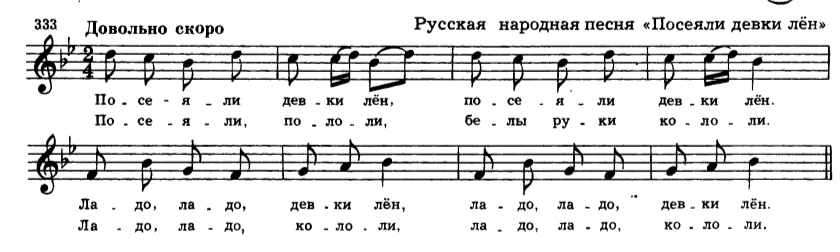 333 Довольно скоро Русская народная песня «Посеяли девки лён»
2 4
По - се - я - ли дев - ки лён, по - се - я - ли дев - ки лён.
По - се - я - ли, по - ло - ли, бе - лы ру - ки ко - ло - ли.
Ла - до, ла - до, дев - ки лён, ла - до, ла - до, дев - ки лён.
Ла - до, ла - до, ко - ло - ли, ла - до, ла - до, ко - ло - ли.